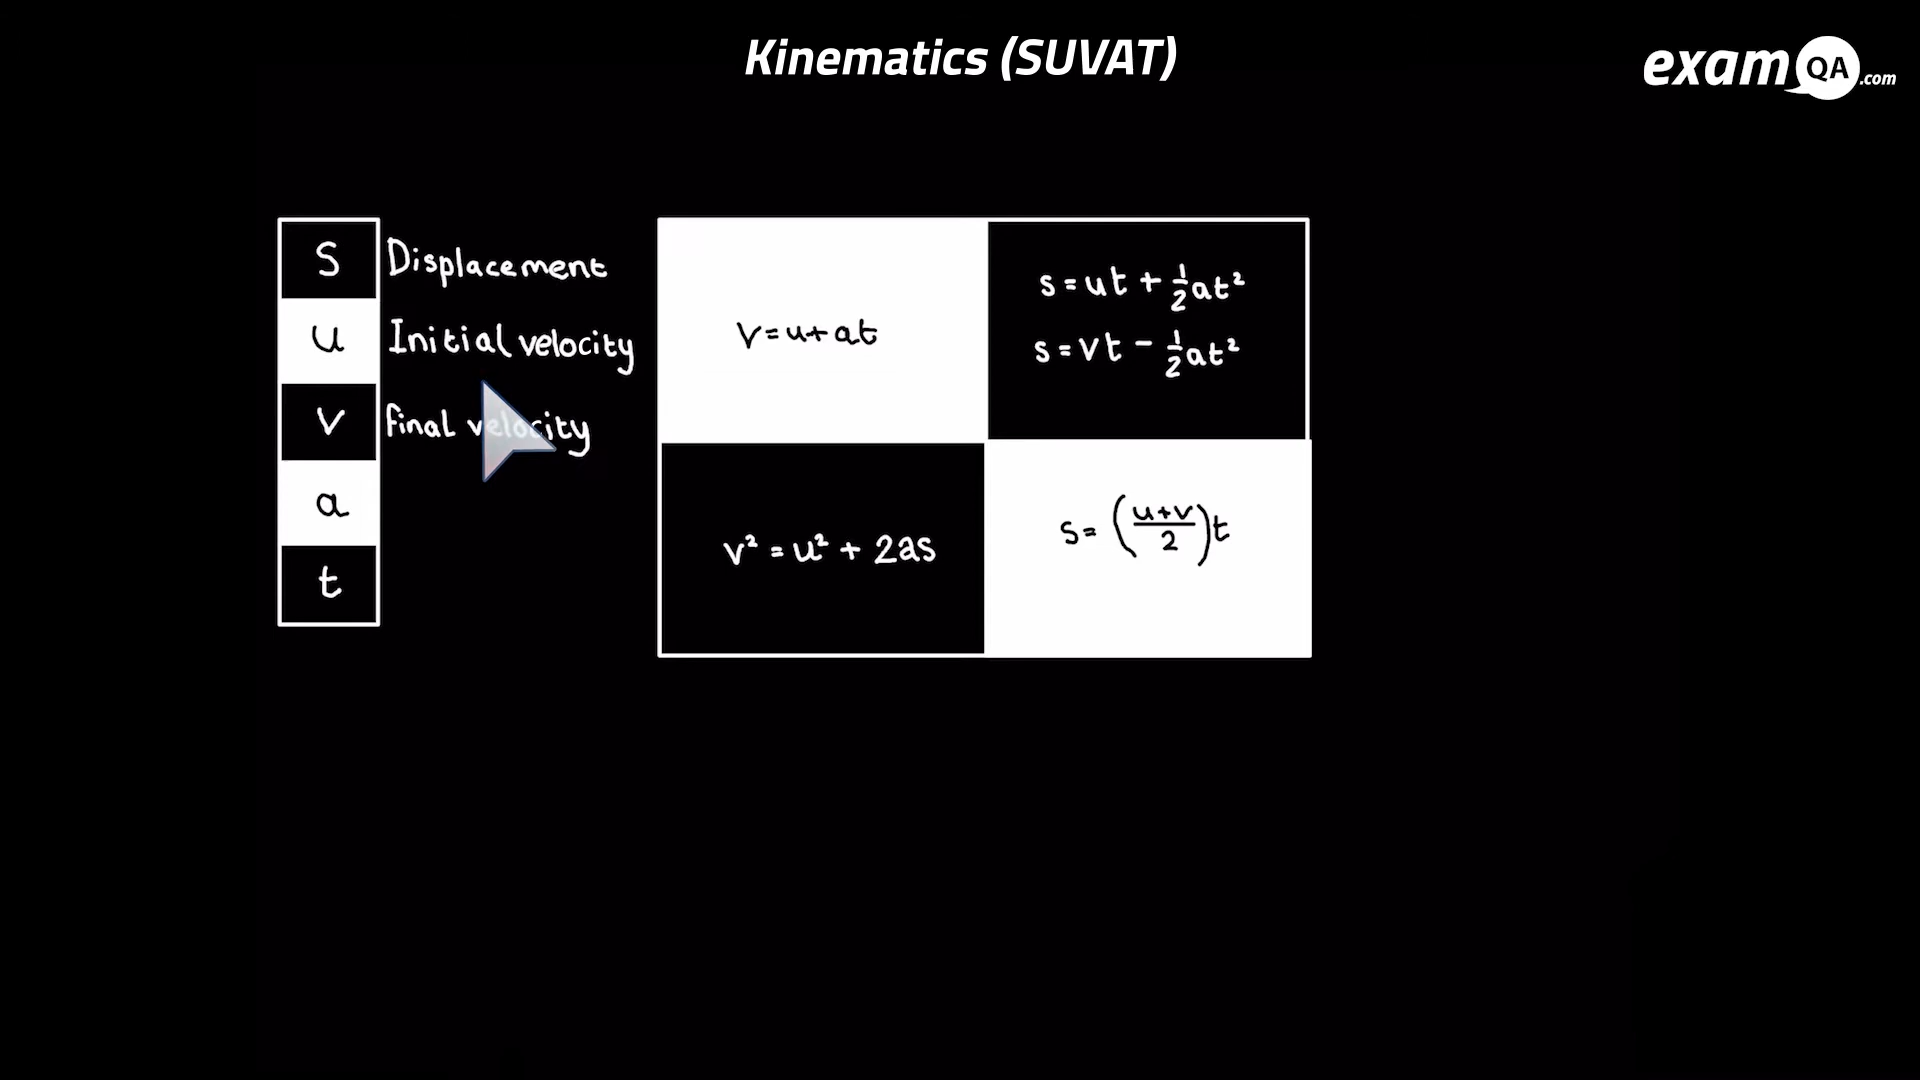 Kinematics (SUVAT)
examQA.com
S Displacement
u Initial velocity
v final velocity
a
t
v = u + at
s = ut + ½at²
s = vt - ½at²
v² = u² + 2as
s = ((u+v)/2)t